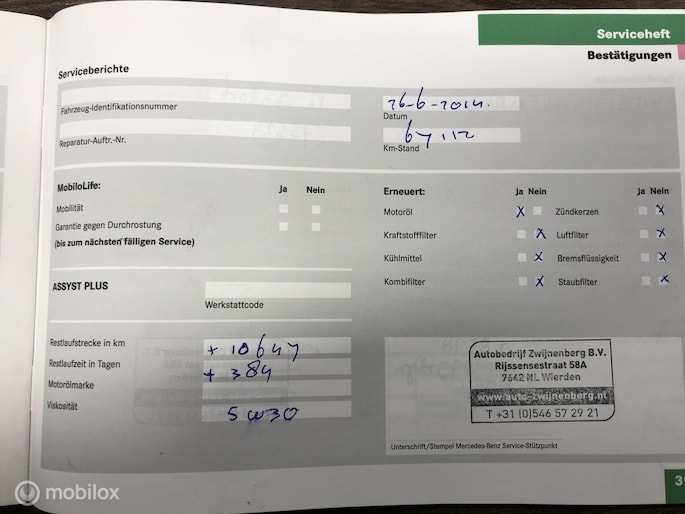 Serviceheft
Bestätigungen
Serviceberichte
Fahrzeug-Identifikationsnummer
26-6-2014.
Datum
Reparatur-Auftr.-Nr.
Km-Stand
MobiloLife:
Ja Nein
Mobilität
Garantie gegen Durchrostung
(bis zum nächsten fälligen Service)
Erneuert:
Ja Nein
Ja Nein
Motoröl X
Zündkerzen X
Kraftstofffilter X
Luftfilter X
Kühlmittel X
Bremsflüssigkeit X
Kombifilter X
Staubfilter X
ASSYST PLUS
Werkstattcode
Restlaufstrecke in km + 10647
Restlaufzeit in Tagen + 384
Motorölmarke
Viskosität 5W30
Autobedrijf Zwijnenberg B.V.
Rijssensestraat 58A
7642 NL Wierden
www.auto-zwijnenberg.nl
T +31 (0)546 57 29 21
Unterschrift/Stempel Mercedes-Benz Service-Stützpunkt
mobilox